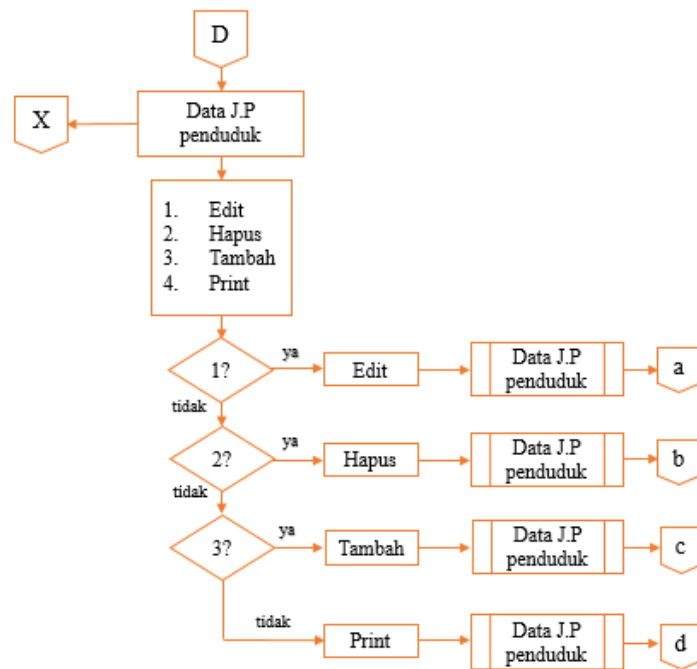 D
X
Data J.P
penduduk
1. Edit
2. Hapus
3. Tambah
4. Print
1?
ya
Edit
Data J.P
penduduk
a
tidak
2?
ya
Hapus
Data J.P
penduduk
b
tidak
3?
ya
Tambah
Data J.P
penduduk
c
tidak
Print
Data J.P
penduduk
d